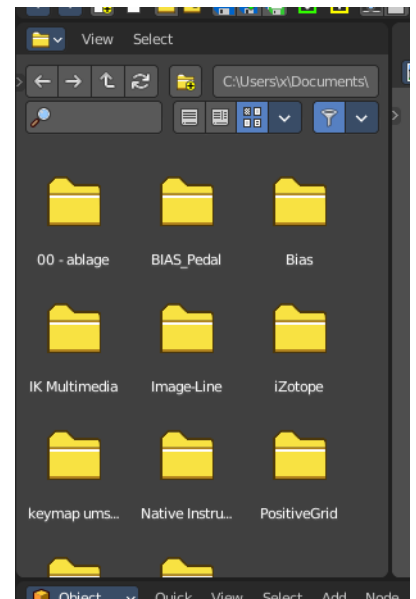 View Select
C:\Users\x\Documents\
00 - ablage BIAS_Pedal Bias
IK Multimedia Image-Line iZotope
keymap ums... Native Instru... PositiveGrid
Object Quick View Select Add Node